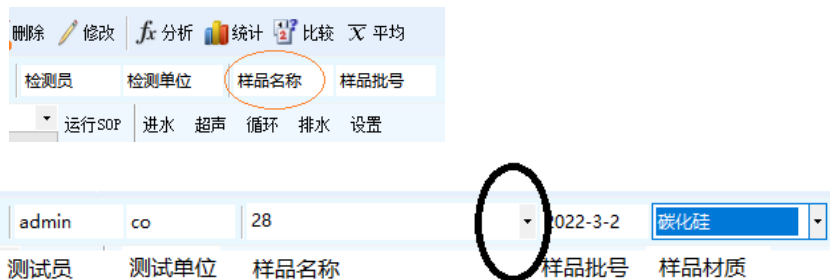 删除 修改 fx 分析 统计 比较 X 平均
检测员 检测单位 样品名称 样品批号
运行SOP 进水 超声 循环 排水 设置
admin co 28 2022-3-2 碳化硅
测试员 测试单位 样品名称 样品批号 样品材质